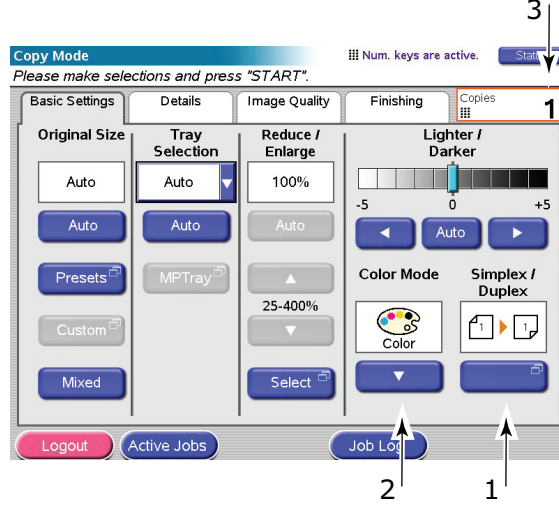 3
Copy Mode
Num. keys are active.
Stat
Please make selections and press "START".
Basic Settings
Details
Image Quality
Finishing
Copies
1
Original Size
Auto
Auto
Presets
Custom
Mixed
Tray
Selection
Auto
Auto
MPTray
Reduce /
Enlarge
100%
Auto
25-400%
Select
Lighter /
Darker
-5
0
+5
Auto
Color Mode
Color
Simplex /
Duplex
1
1
Logout
Active Jobs
Job Log
2
1